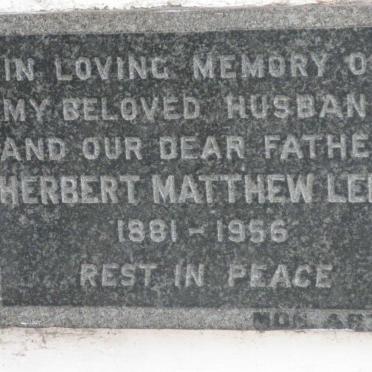 IN LOVING MEMORY O
MY BELOVED HUSBAN
AND OUR DEAR FATHE
HERBERT MATTHEW LE
1881 - 1956
REST IN PEACE